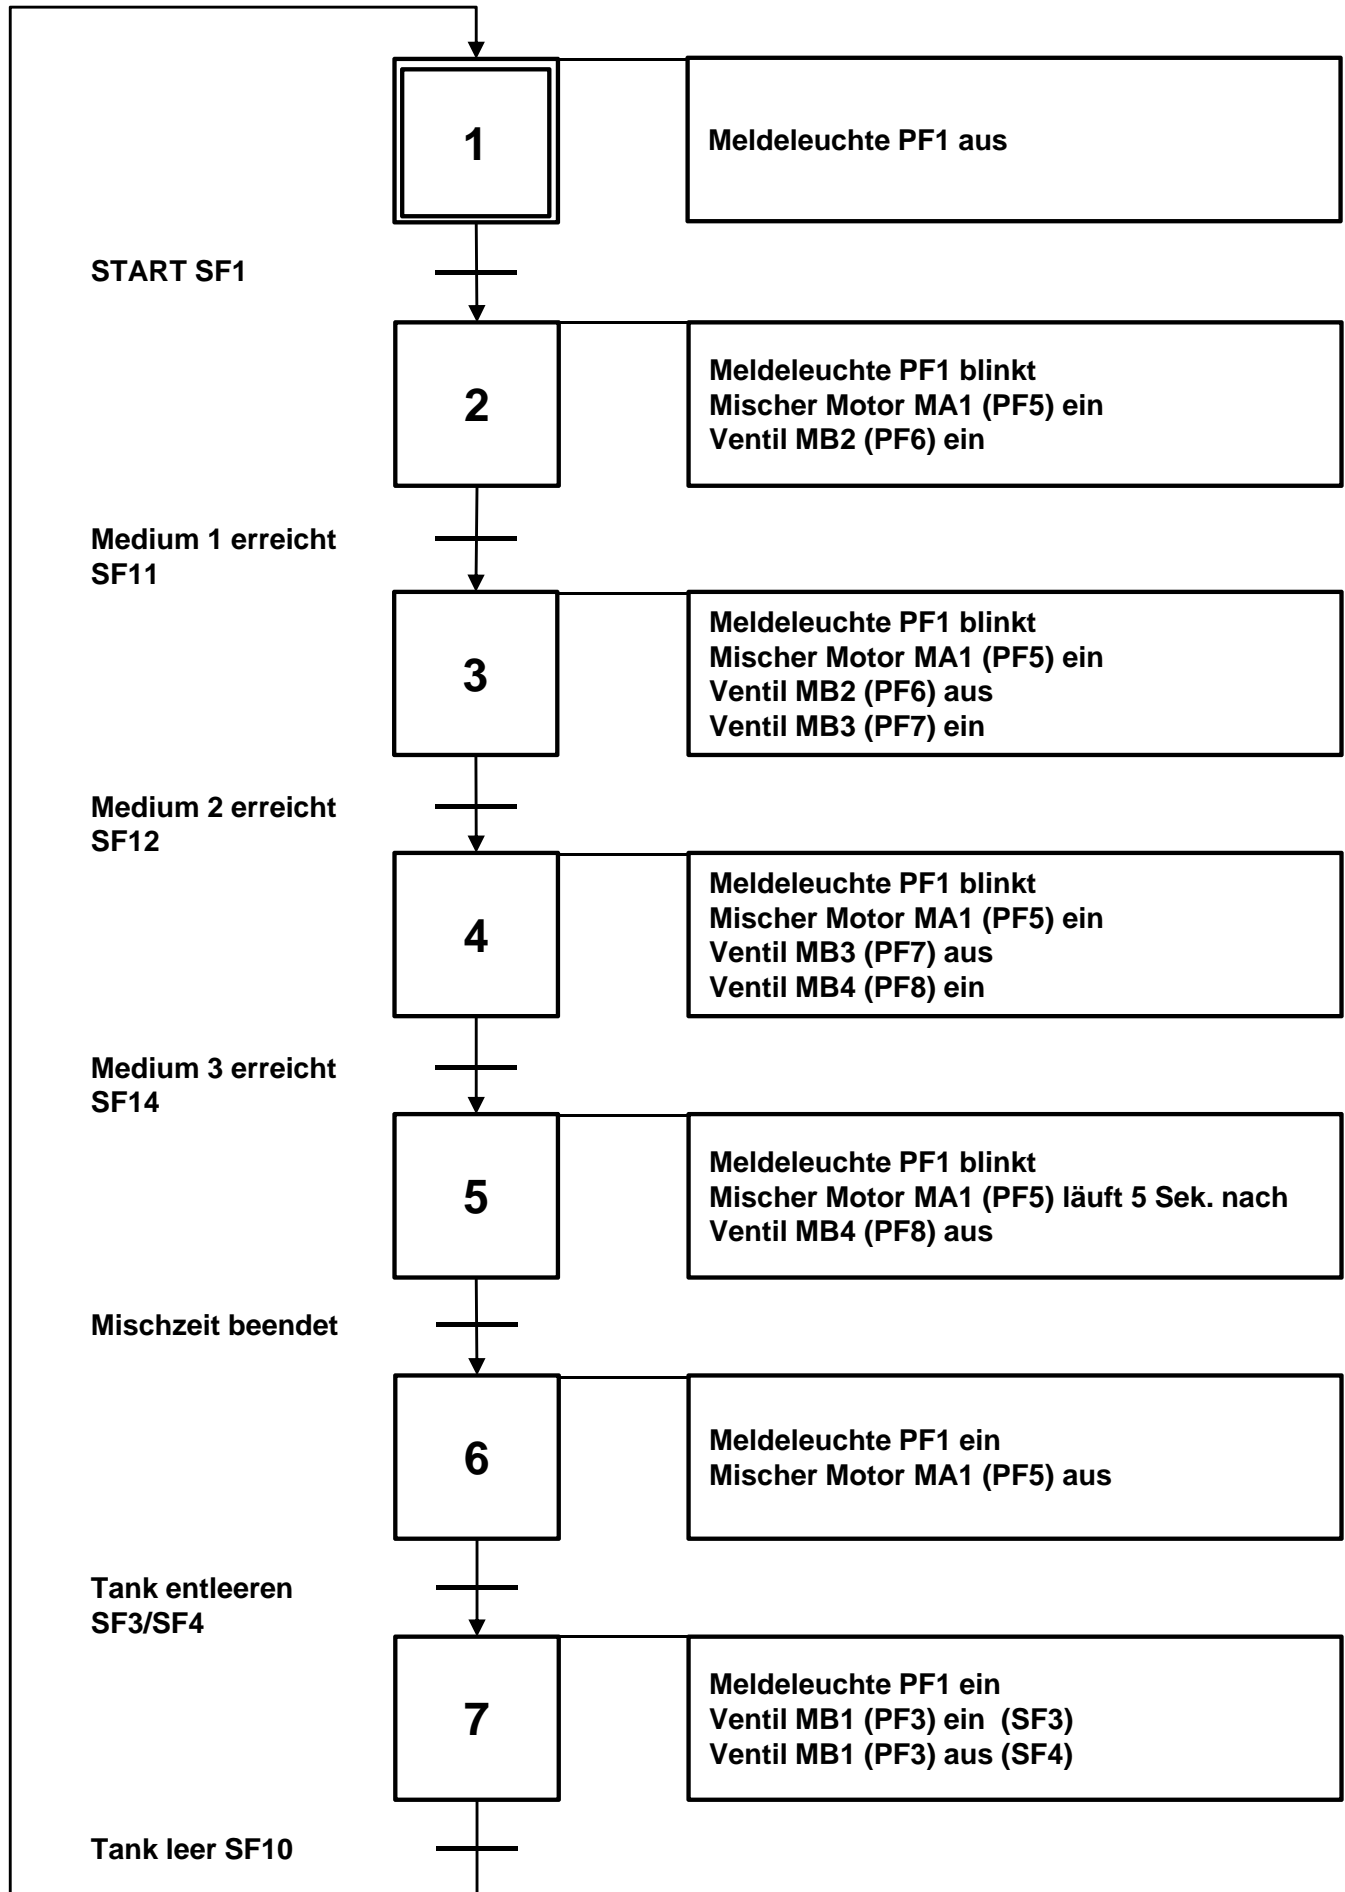 1
Meldeleuchte PF1 aus
START SF1
2
Meldeleuchte PF1 blinkt
Mischer Motor MA1 (PF5) ein
Ventil MB2 (PF6) ein
Medium 1 erreicht
SF11
3
Meldeleuchte PF1 blinkt
Mischer Motor MA1 (PF5) ein
Ventil MB2 (PF6) aus
Ventil MB3 (PF7) ein
Medium 2 erreicht
SF12
4
Meldeleuchte PF1 blinkt
Mischer Motor MA1 (PF5) ein
Ventil MB3 (PF7) aus
Ventil MB4 (PF8) ein
Medium 3 erreicht
SF14
5
Meldeleuchte PF1 blinkt
Mischer Motor MA1 (PF5) läuft 5 Sek. nach
Ventil MB4 (PF8) aus
Mischzeit beendet
6
Meldeleuchte PF1 ein
Mischer Motor MA1 (PF5) aus
Tank entleeren
SF3/SF4
7
Meldeleuchte PF1 ein
Ventil MB1 (PF3) ein (SF3)
Ventil MB1 (PF3) aus (SF4)
Tank leer SF10